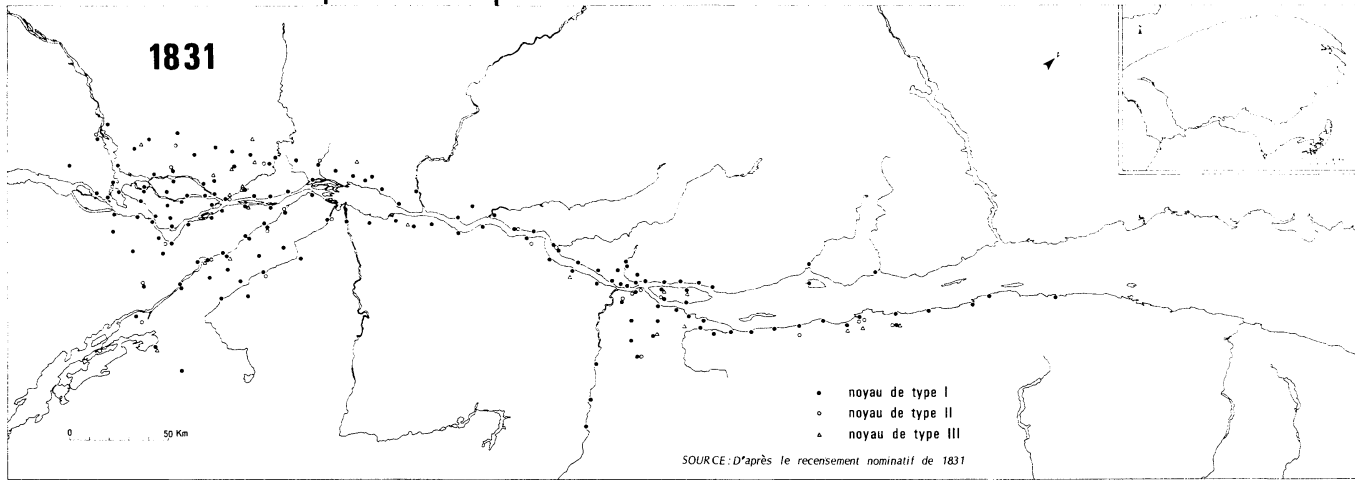 1831
noyau de type I
noyau de type II
noyau de type III
0 50 Km
SOURCE: D'après le recensement nominatif de 1831